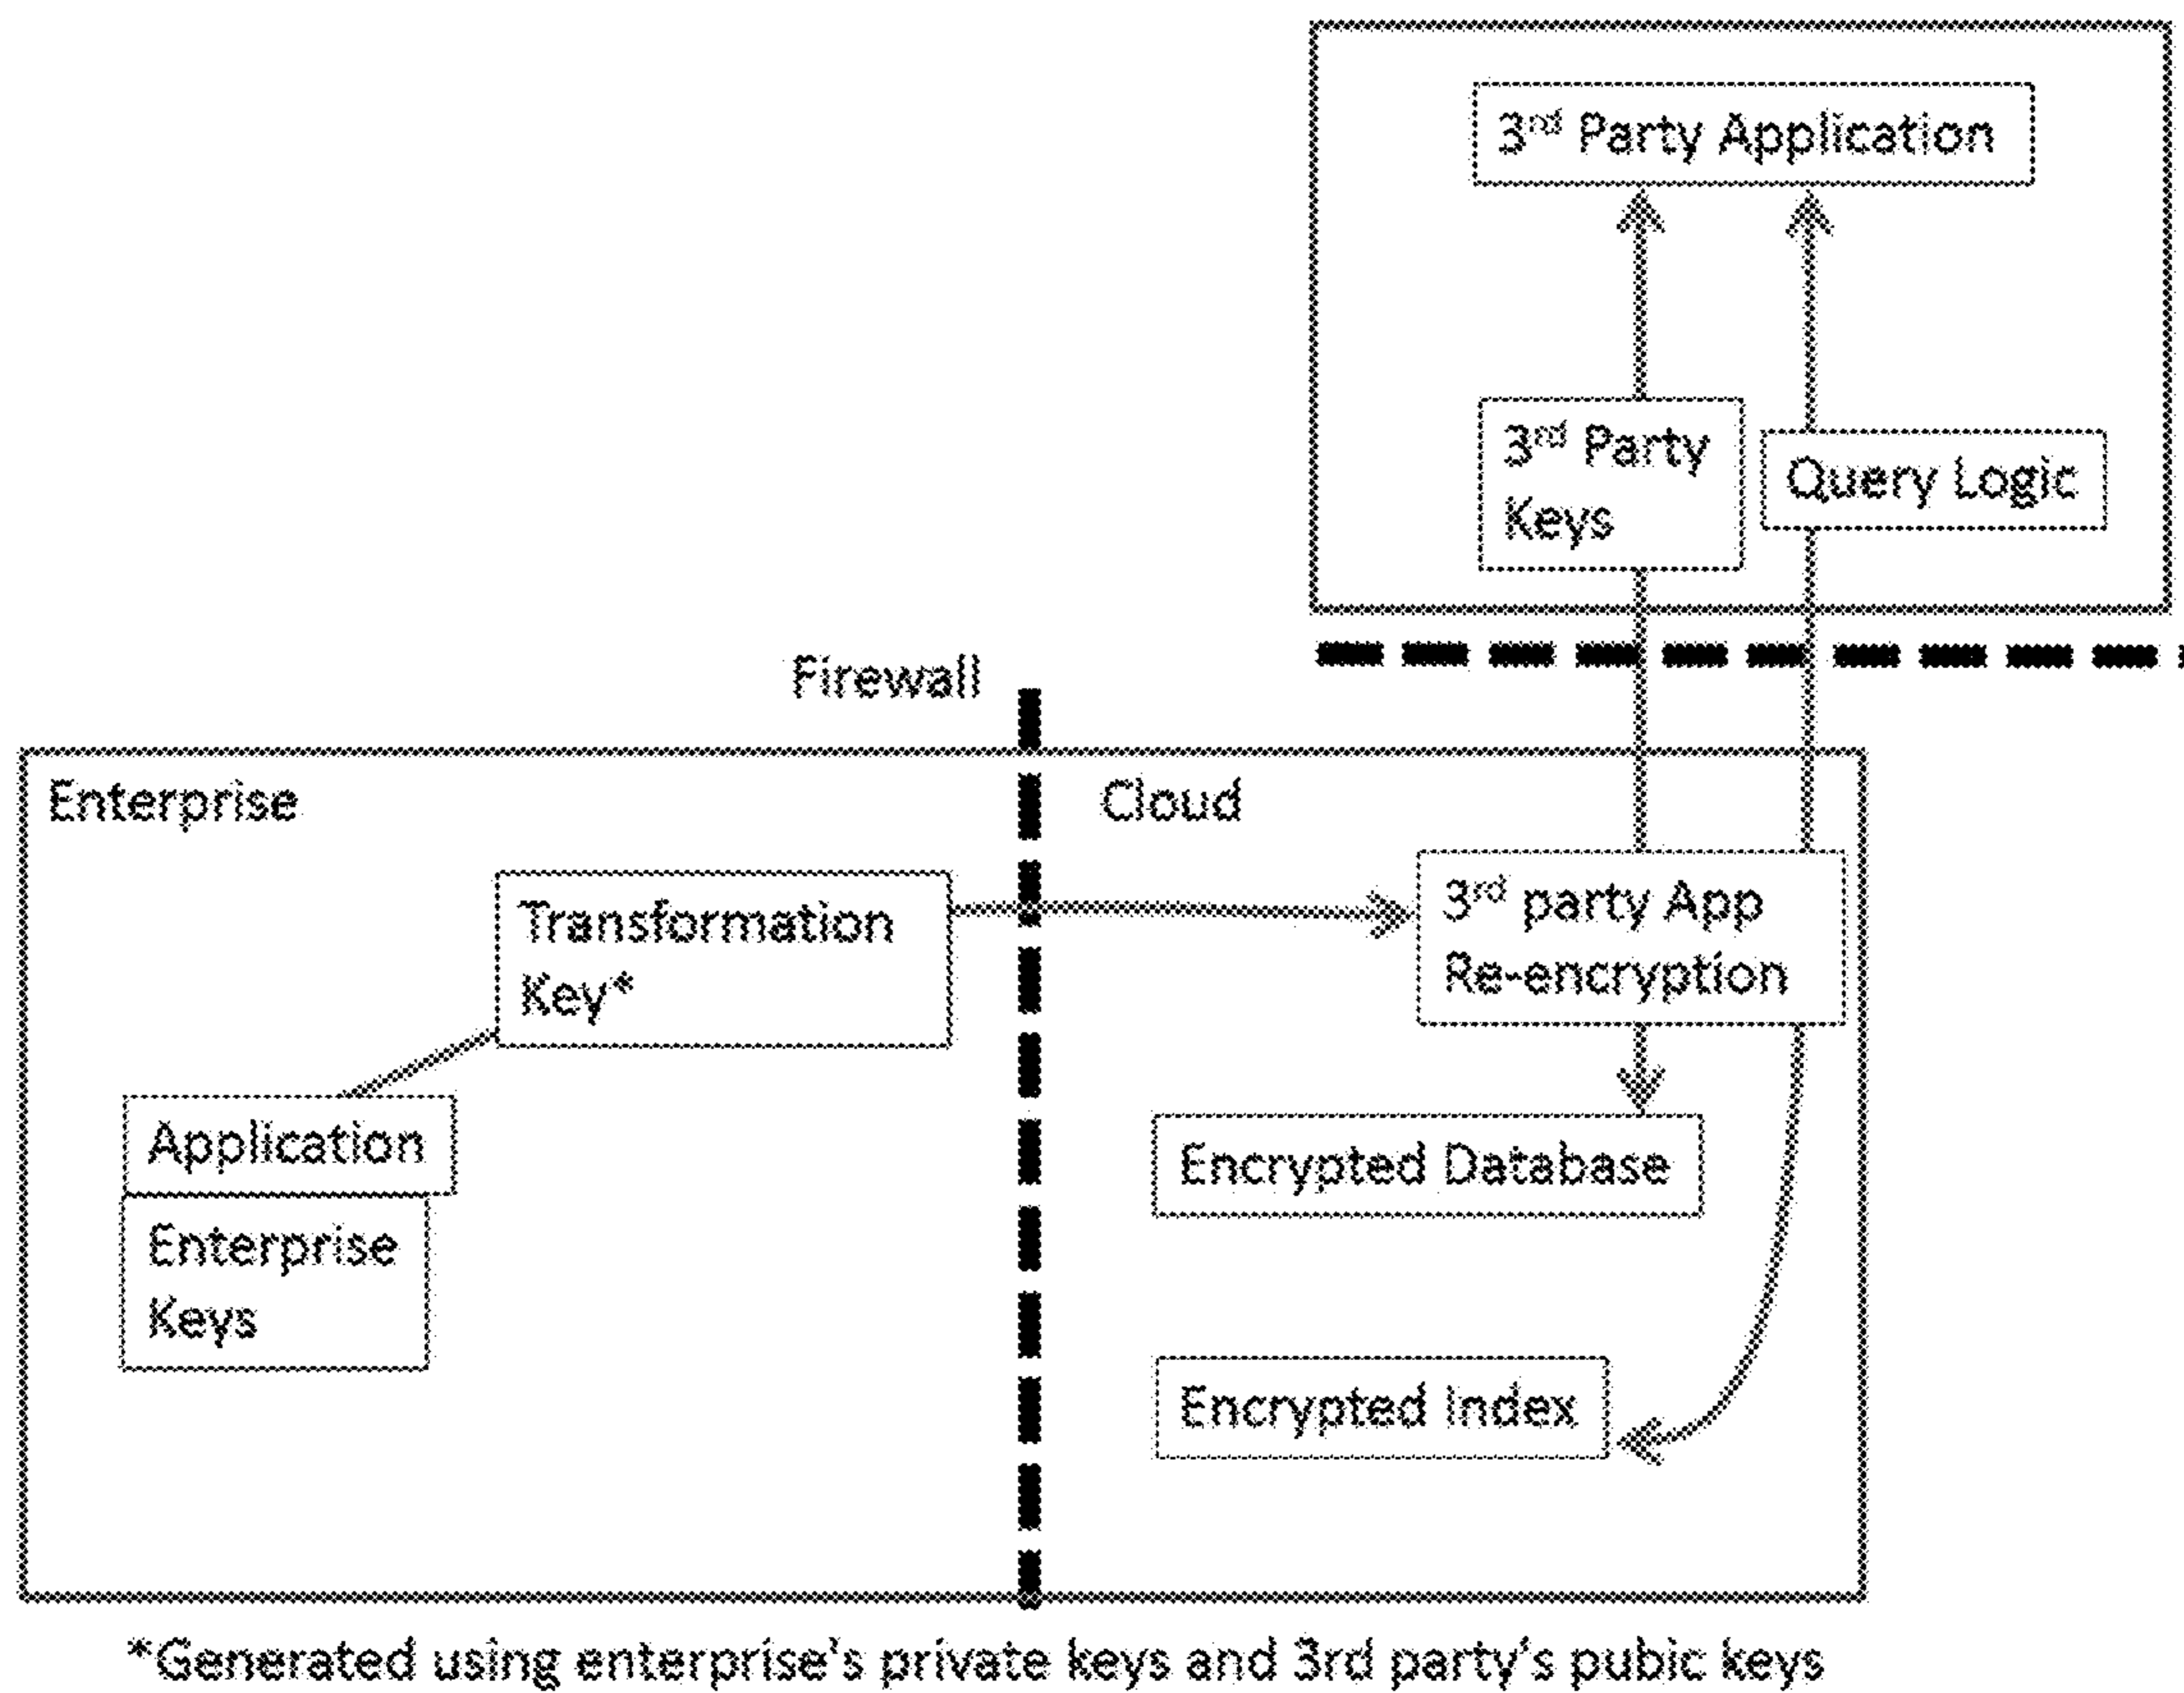 3rd Party Application
3rd Party
Keys
Query Logic
Firewall
Enterprise
Cloud
Transformation
Key*
3rd party App
Re-encryption
Application
Enterprise
Keys
Encrypted Database
Encrypted Index
*Generated using enterprise's private keys and 3rd party's pubic keys